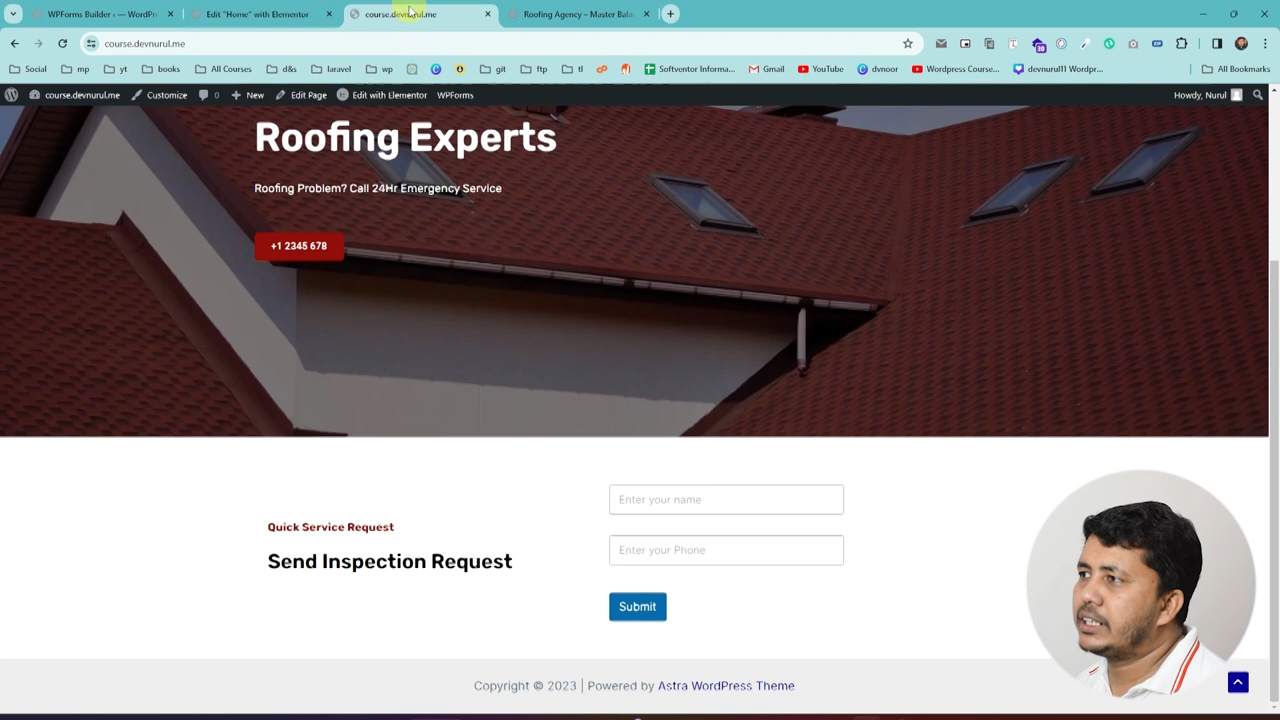 WPForms Builder ‹ — WordPr
Edit "Home" with Elementor
course.devnurul.me
Roofing Agency – Master Bala
course.devnurul.me
Social
mp
yt
books
All Courses
d&s
laravel
wp
git
ftp
tl
Softventor Informa...
Gmail
YouTube
dvnoor
Wordpress Course...
devnurul11 Wordpr...
All Bookmarks
course.devnurul.me
Customize
0
New
Edit Page
Edit with Elementor
WPForms
Howdy, Nurul
Roofing Experts
Roofing Problem? Call 24Hr Emergency Service
+1 2345 678
Quick Service Request
Send Inspection Request
Enter your name
Enter your Phone
Submit
Copyright © 2023 | Powered by Astra WordPress Theme